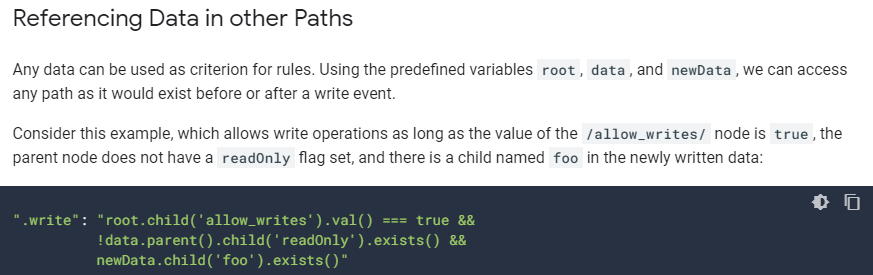 Referencing Data in other Paths
Any data can be used as criterion for rules. Using the predefined variables root, data, and newData, we can access
any path as it would exist before or after a write event.
Consider this example, which allows write operations as long as the value of the /allow_writes/ node is true, the
parent node does not have a readOnly flag set, and there is a child named foo in the newly written data:
".write": "root.child('allow_writes').val() === true &&
!data.parent().child('readOnly').exists() &&
newData.child('foo').exists()"